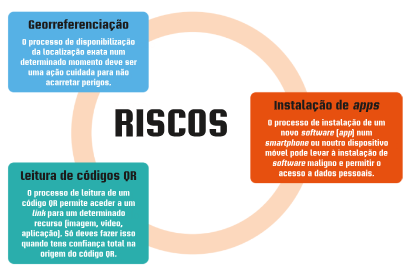 Georreferenciação
O processo de disponibilização
da localização exata num
determinado momento deve ser
uma ação cuidada para não
acarretar perigos.
RISCOS
Instalação de apps
O processo de instalação de um
novo software [app] num
smartphone ou noutro dispositivo
móvel pode levar à instalação de
software maligno e permitir o
acesso a dados pessoais.
Leitura de códigos QR
O processo de leitura de um
código QR permite aceder a um
link para um determinado
recurso [imagem, vídeo,
aplicação]. Só deves fazer isso
quando tens confiança total na
origem do código QR.